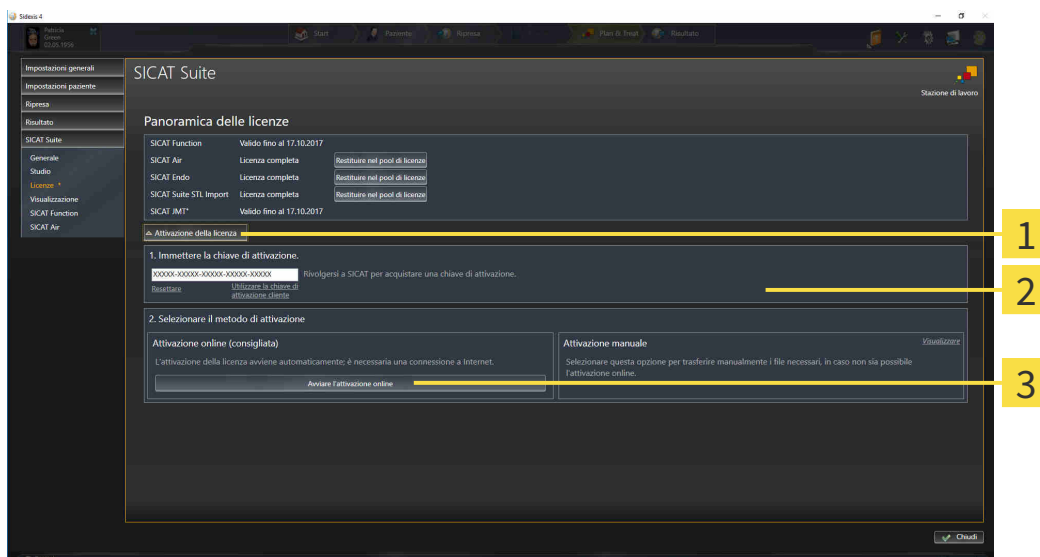 Sidexis 4
Patricia
Green
03.05.1956
Start
Paziente
Ripresa
Plan & Treat
Risultato
Impostazioni generali
Impostazioni paziente
Ripresa
Risultato
SICAT Suite
Generale
Studio
Licenze *
Visualizzazione
SICAT Function
SICAT Air
SICAT Suite
Stazione di lavoro
Panoramica delle licenze
SICAT Function Valido fino al 17.10.2017
SICAT Air Licenza completa Restituire nel pool di licenze
SICAT Endo Licenza completa Restituire nel pool di licenze
SICAT Suite STL Import Licenza completa Restituire nel pool di licenze
SICAT JMT⁺ Valido fino al 17.10.2017
Attivazione della licenza
1
1. Immettere la chiave di attivazione.
XXXXX-XXXXX-XXXXX-XXXXX-XXXXX Rivolgersi a SICAT per acquistare una chiave di attivazione.
Resettare
Utilizzare la chiave di
attivazione cliente
2
2. Selezionare il metodo di attivazione
Attivazione online (consigliata)
L'attivazione della licenza avviene automaticamente; è necessaria una connessione a Internet.
Avviare l'attivazione online
Attivazione manuale
Visualizzare
Selezionare questa opzione per trasferire manualmente i file necessari, in caso non sia possibile
l'attivazione online.
3
Chiudi